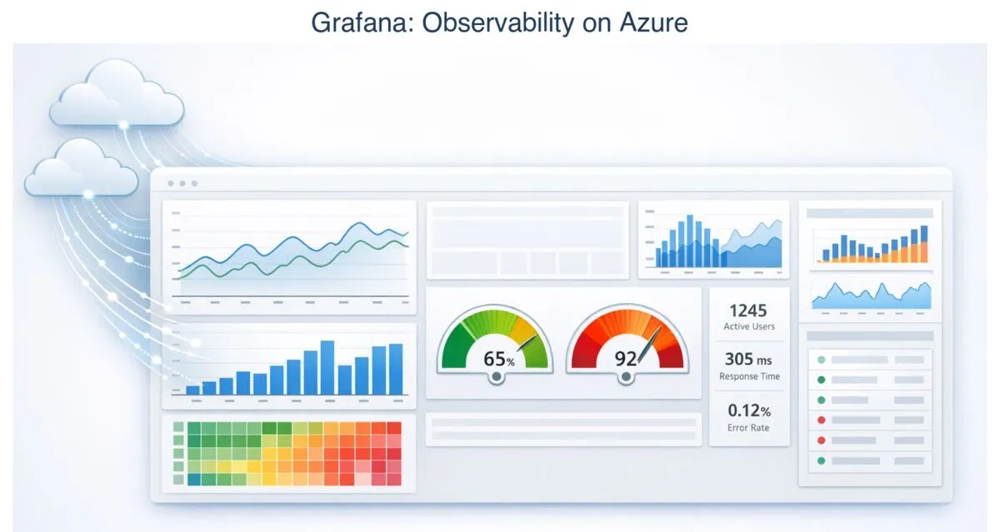 Grafana: Observability on Azure
65%
92
1245
Active Users
305 ms
Response Time
0.12%
Error Rate